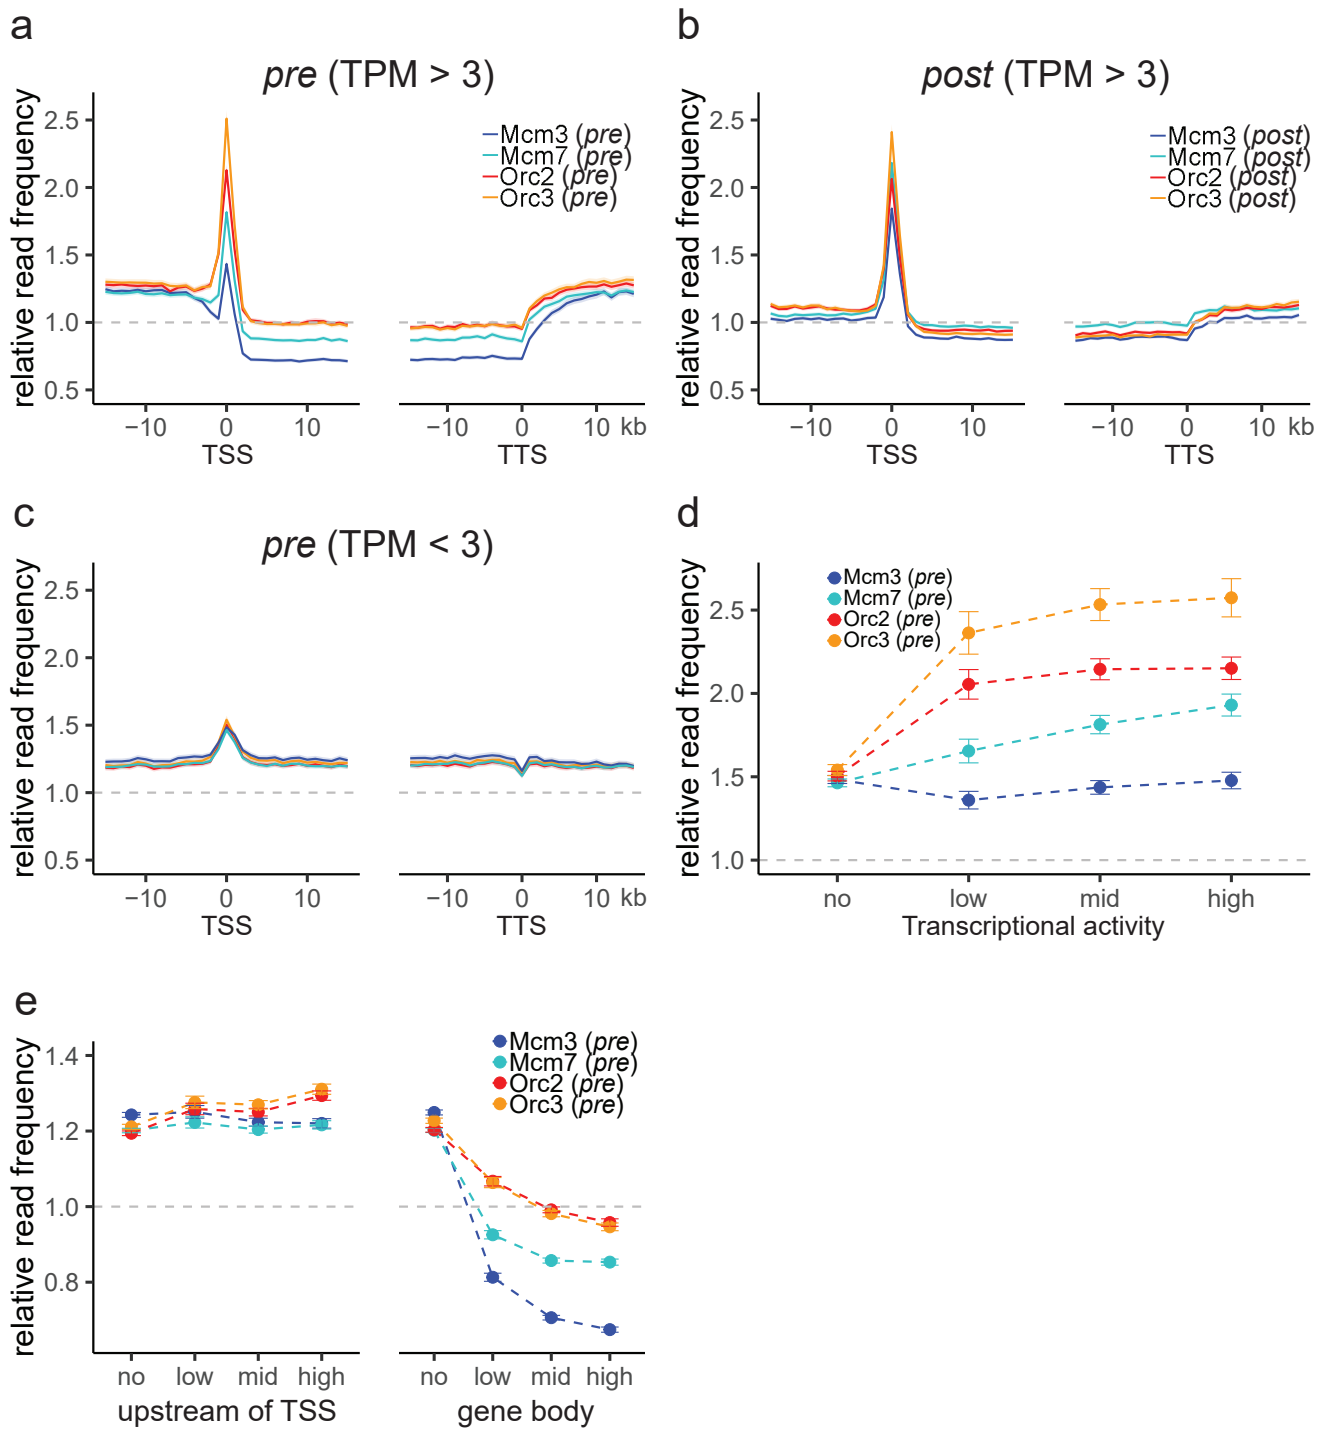 a
pre (TPM > 3)
relative read frequency
2.5
2.0
1.5
1.0
0.5
Mcm3 (pre)
Mcm7 (pre)
Orc2 (pre)
Orc3 (pre)
−10 0 10
TSS
−10 0 10 kb
TTS
b
post (TPM > 3)
relative read frequency
2.5
2.0
1.5
1.0
0.5
Mcm3 (post)
Mcm7 (post)
Orc2 (post)
Orc3 (post)
−10 0 10
TSS
−10 0 10 kb
TTS
c
pre (TPM < 3)
relative read frequency
2.5
2.0
1.5
1.0
0.5
−10 0 10
TSS
−10 0 10 kb
TTS
d
relative read frequency
2.5
2.0
1.5
1.0
Mcm3 (pre)
Mcm7 (pre)
Orc2 (pre)
Orc3 (pre)
no low mid high
Transcriptional activity
e
relative read frequency
1.4
1.2
1.0
0.8
Mcm3 (pre)
Mcm7 (pre)
Orc2 (pre)
Orc3 (pre)
no low mid high
upstream of TSS
no low mid high
gene body